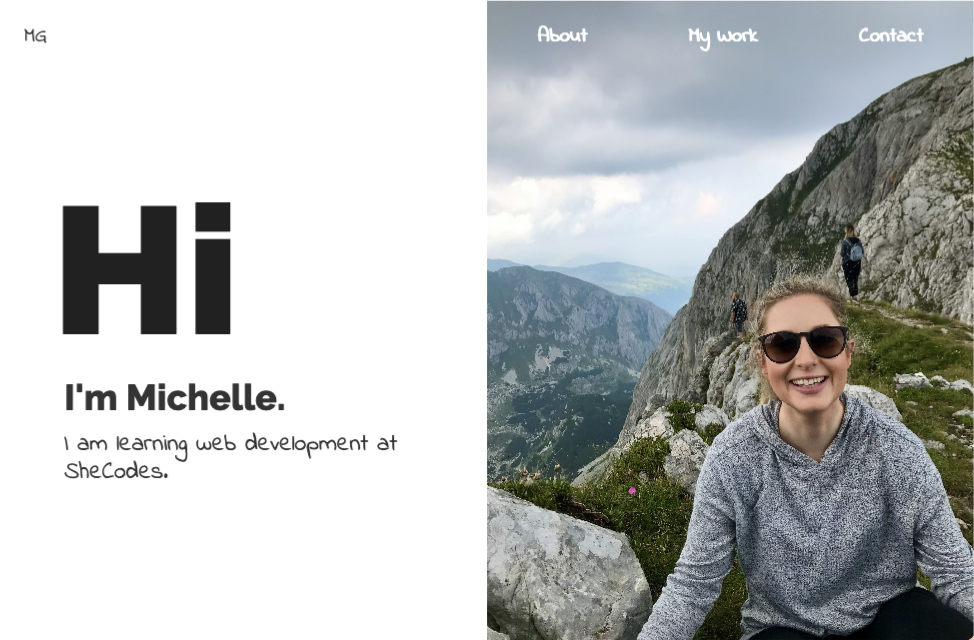 MG
About
My Work
Contact
Hi
I'm Michelle.
I am learning web development at
SheCodes.